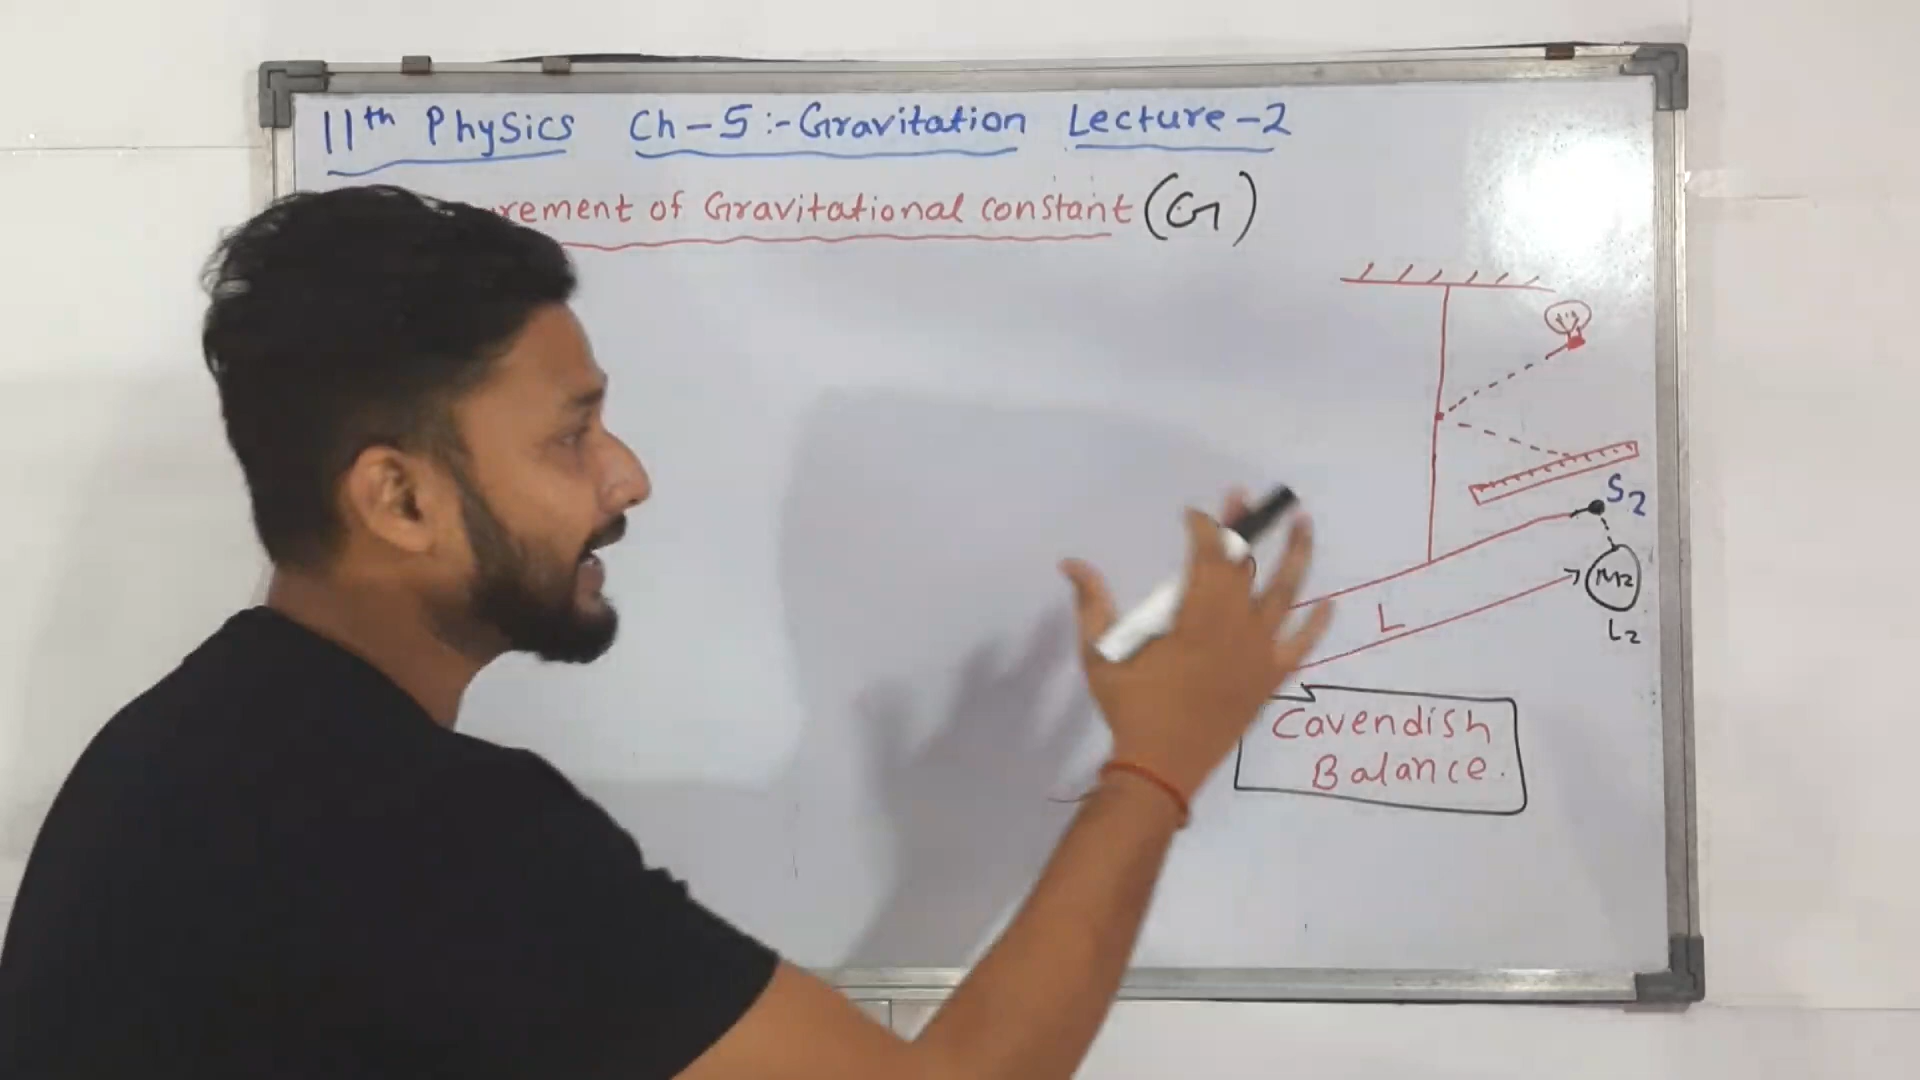 11th Physics Ch-5:-Gravitation Lecture-2
of Gravitational constant (G)
S2
M2
L
L2
Cavendish
Balance.